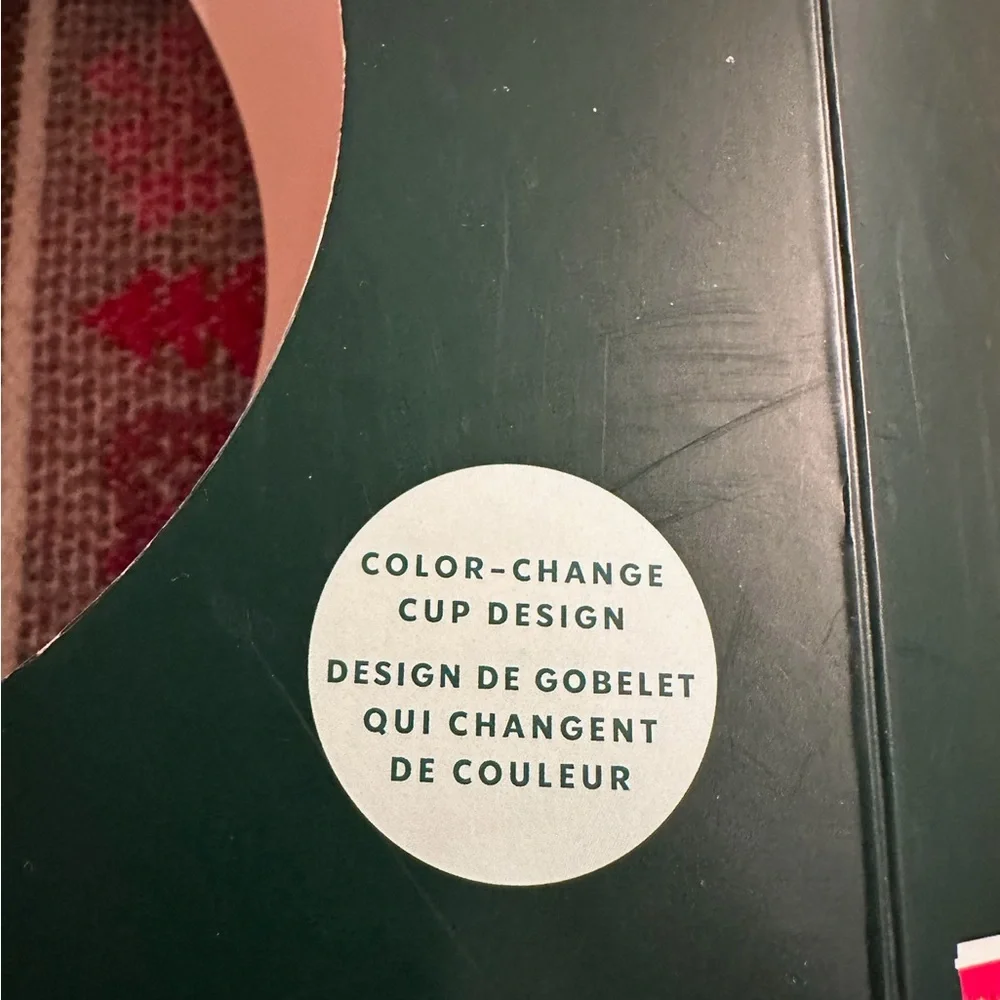 COLOR-CHANGE
CUP DESIGN
DESIGN DE GOBELET
QUI CHANGENT
DE COULEUR